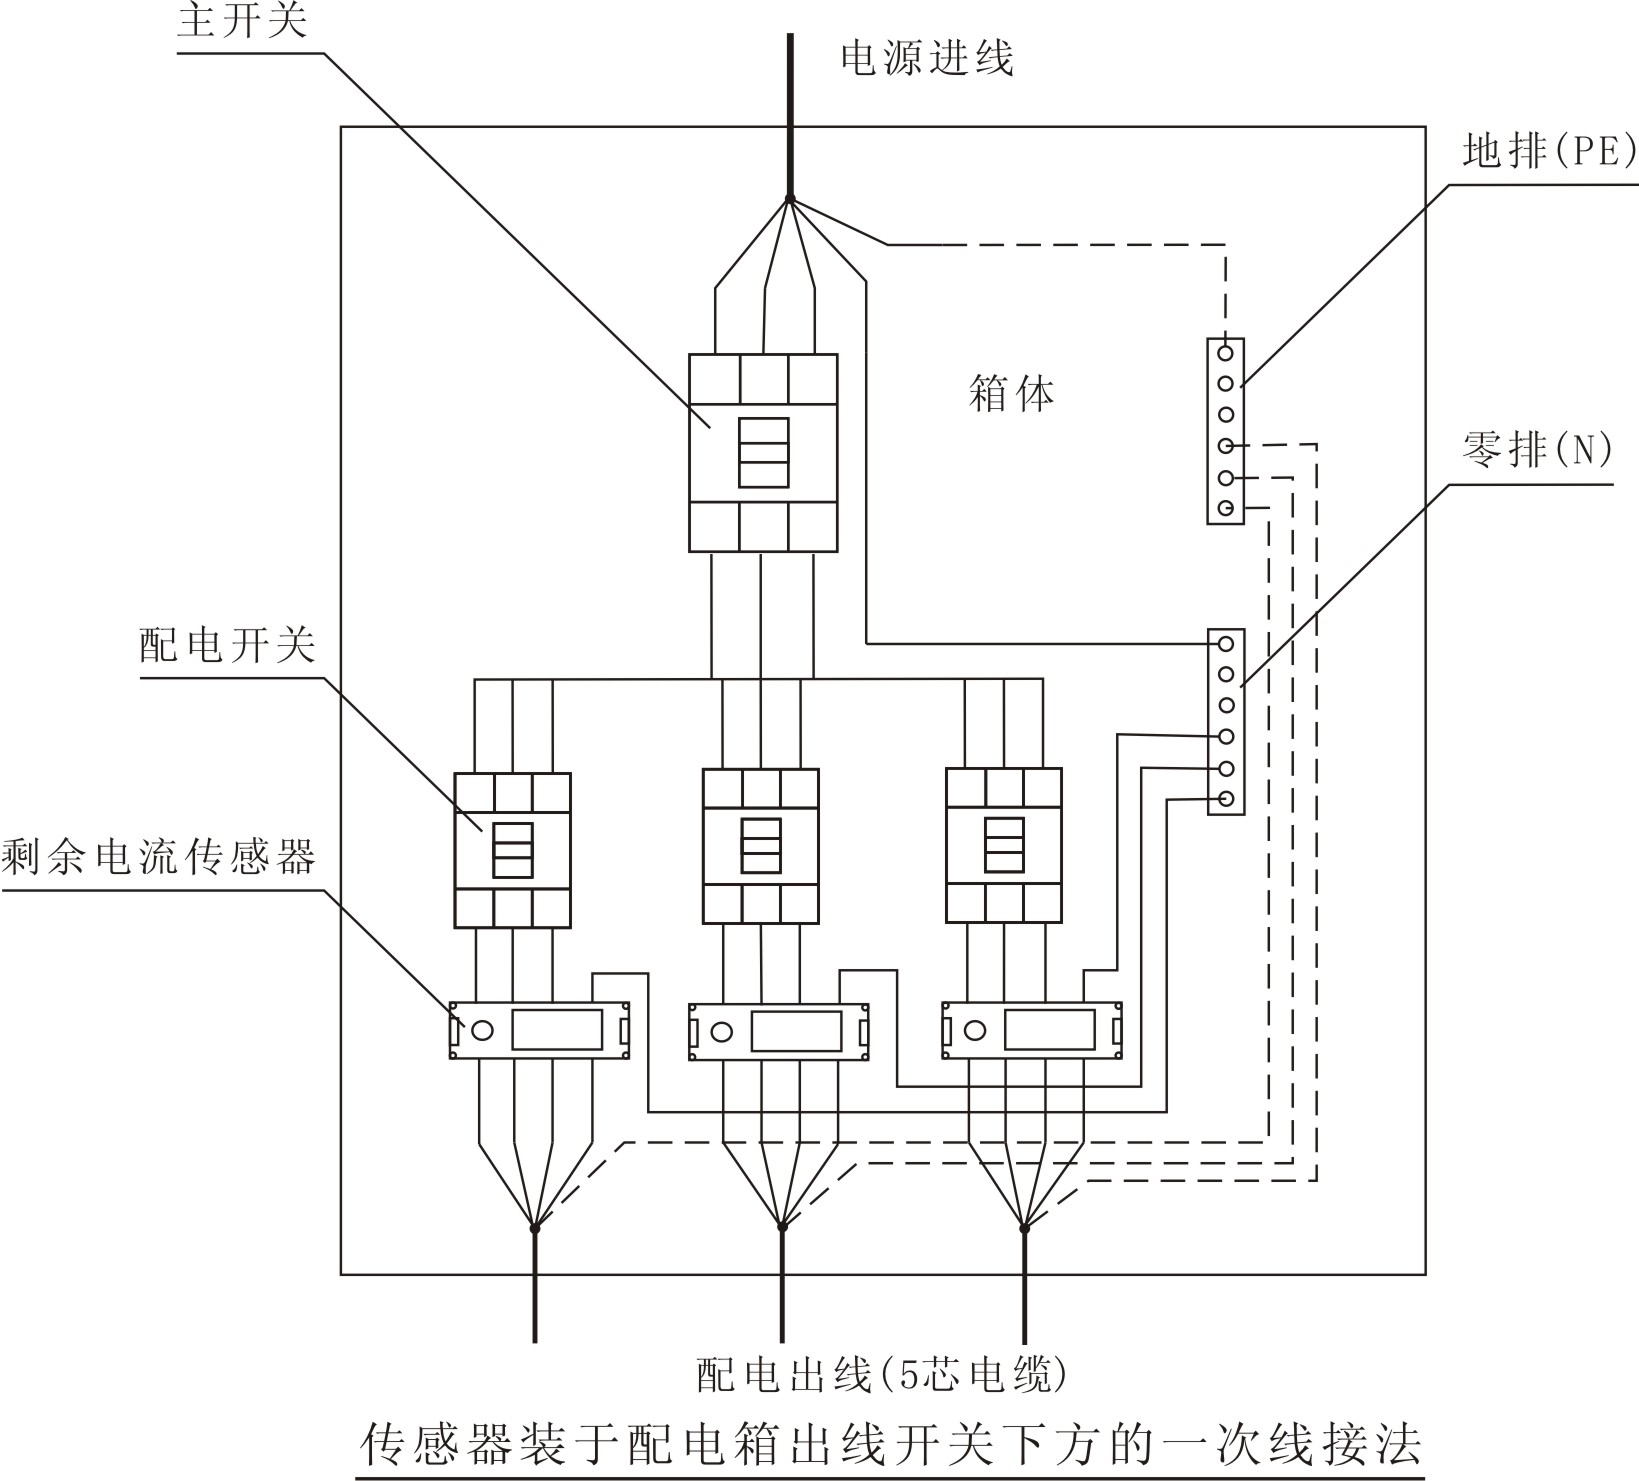 主开关
电源进线
地排(PE)
箱体
零排(N)
配电开关
剩余电流传感器
配电出线(5芯电缆)
传感器装于配电箱出线开关下方的一次线接法